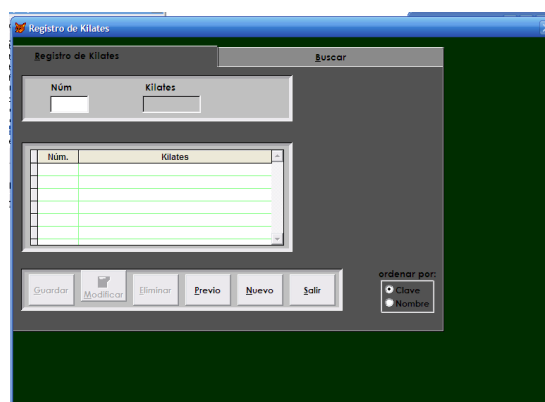 Registro de Kilates
Registro de Kilates
Buscar
Núm
Kilates
Núm.
Kilates
Guardar
Modificar
Eliminar
Previo
Nuevo
Salir
ordenar por:
Clave
Nombre